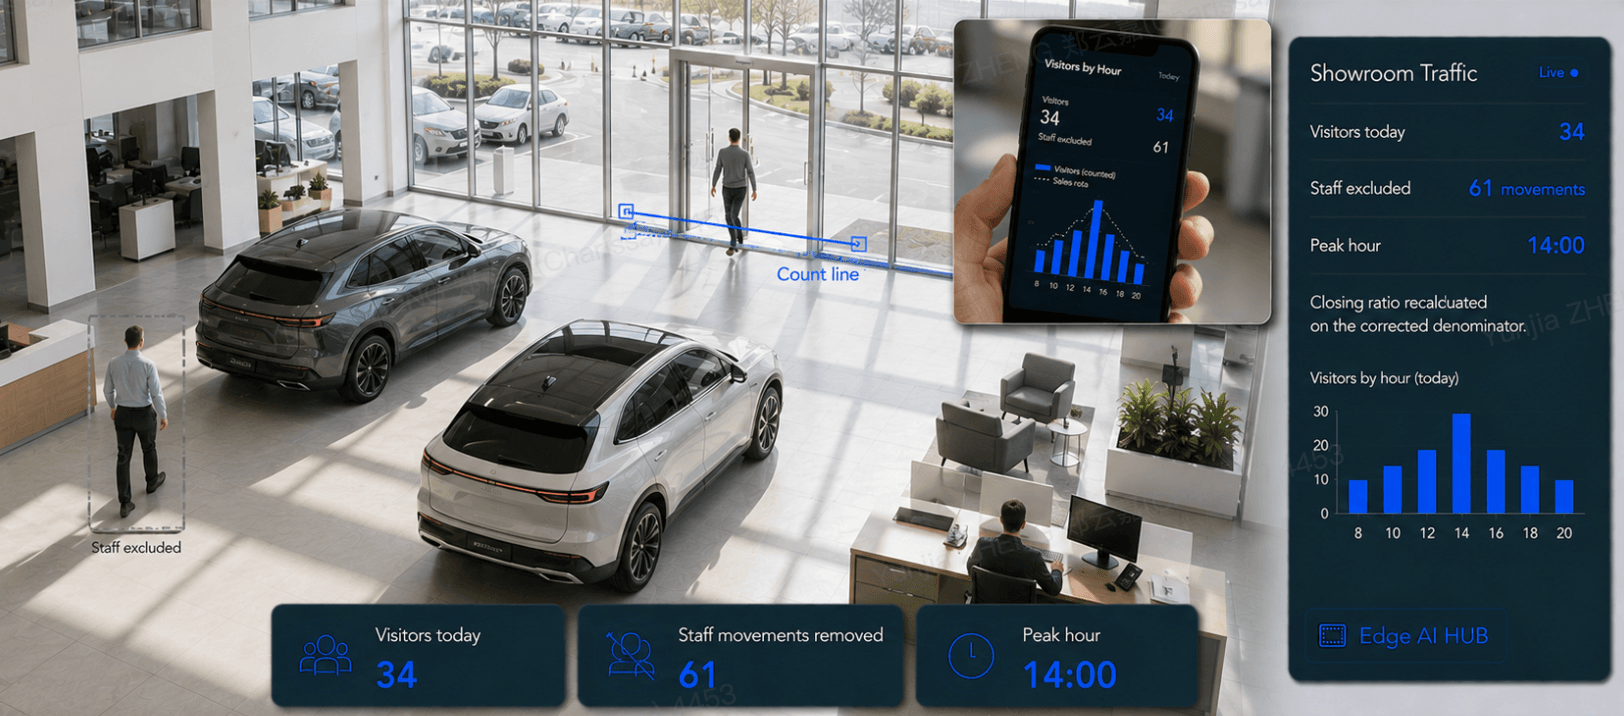 Count line
Staff excluded
Visitors today
34
Staff movements removed
61
Peak hour
14:00
Visitors by Hour
Today
Visitors
34
34
Staff excluded
61
Visitors (counted)
Sales rota
8 10 12 14 16 18 20
Showroom Traffic
Live
Visitors today
34
Staff excluded
61 movements
Peak hour
14:00
Closing ratio recalduated
on the corrected denominator.
Visitors by hour (today)
30
20
10
0
8 10 12 14 16 18 20
Edge AI HUB